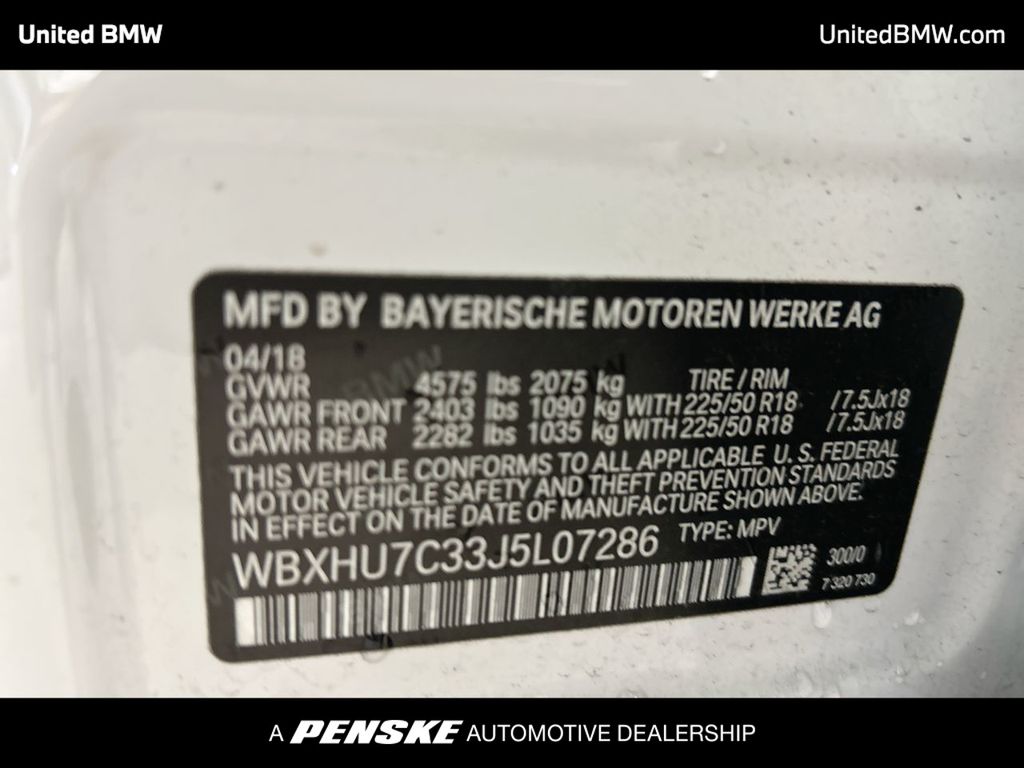 United BMW
UnitedBMW.com
MFD BY BAYERISCHE MOTOREN WERKE AG
04/18
GVWR 4575 lbs 2075 kg TIRE / RIM
GAWR FRONT 2403 lbs 1090 kg WITH 225/50 R18 /7.5Jx18
GAWR REAR 2282 lbs 1035 kg WITH 225/50 R18 /7.5Jx18
THIS VEHICLE CONFORMS TO ALL APPLICABLE U. S. FEDERAL
MOTOR VEHICLE SAFETY AND THEFT PREVENTION STANDARDS
IN EFFECT ON THE DATE OF MANUFACTURE SHOWN ABOVE.
WBXHU7C33J5L07286 TYPE: MPV
300/0
7 320 730
A PENSKE AUTOMOTIVE DEALERSHIP